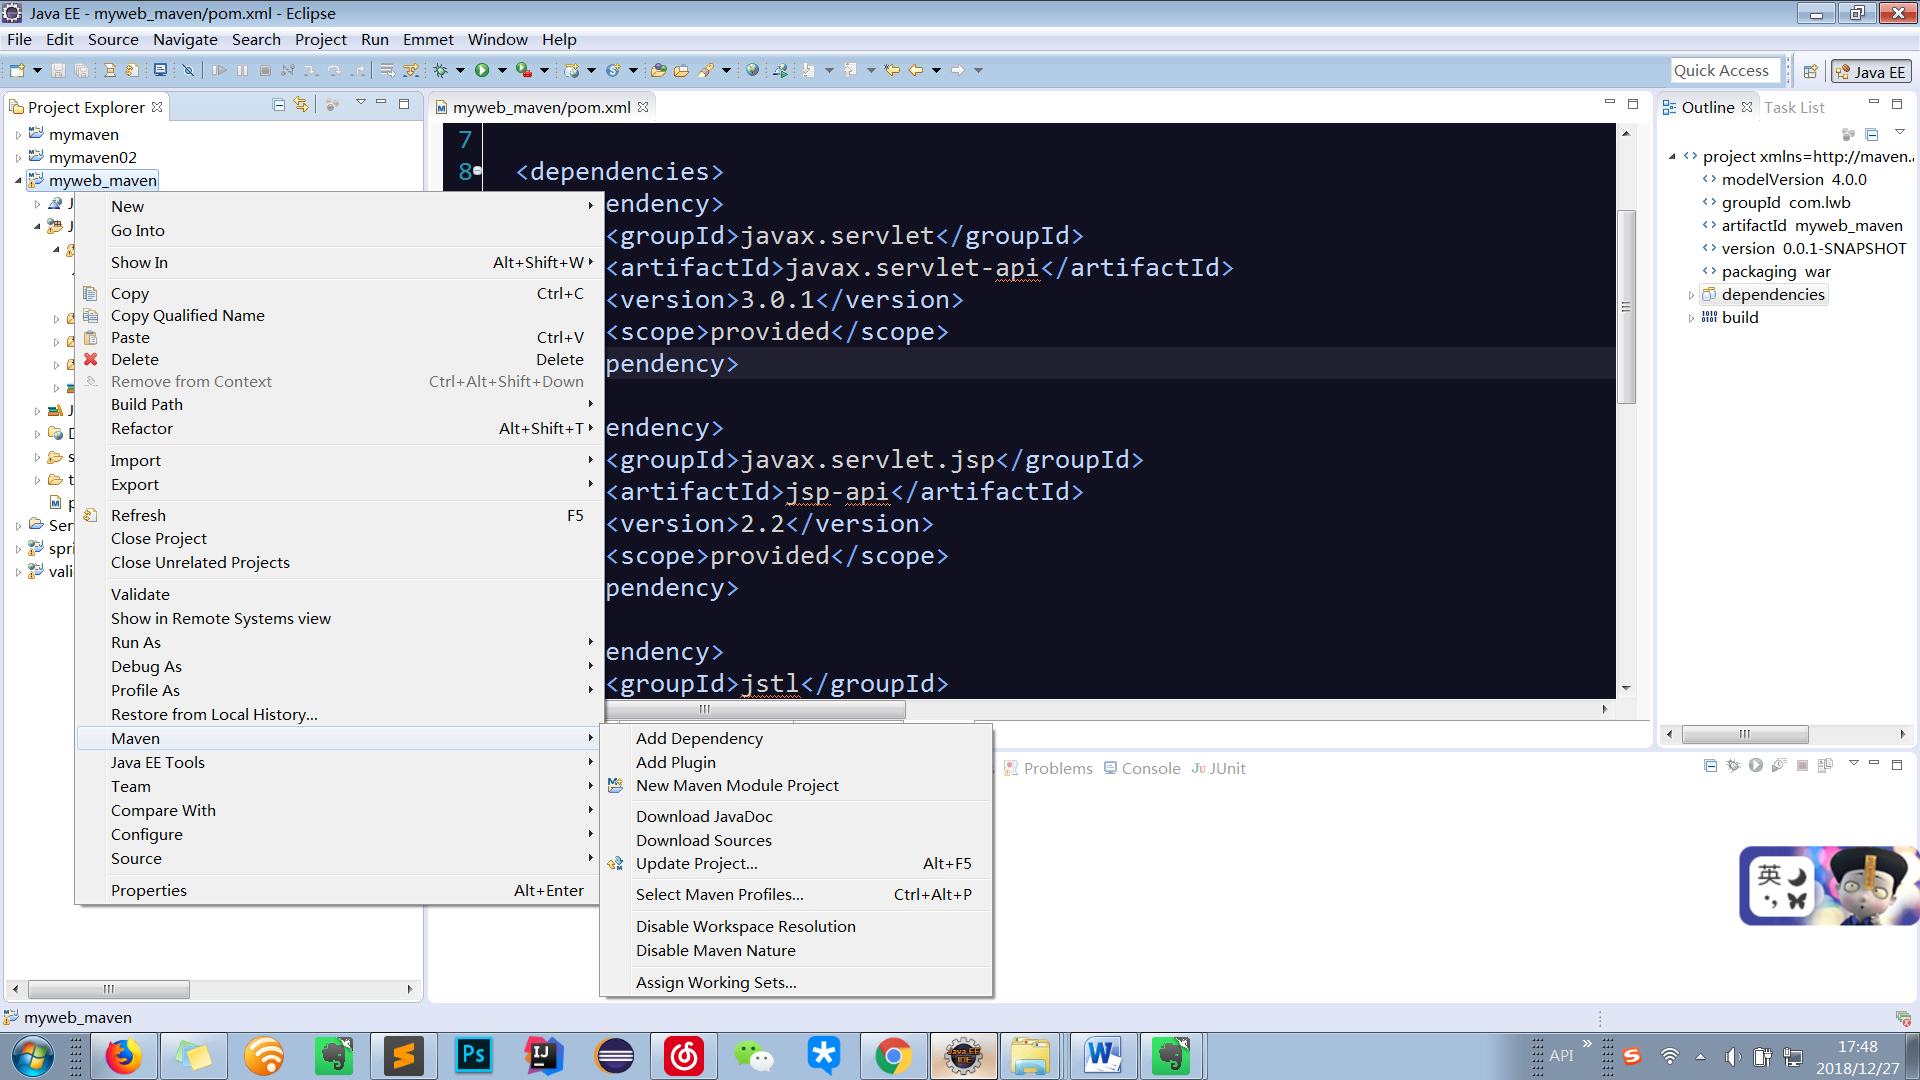 Java EE - myweb_maven/pom.xml - Eclipse
File Edit Source Navigate Search Project Run Emmet Window Help
Quick Access
Java EE
Project Explorer
mymaven
mymaven02
myweb_maven
J
J
J
D
s
t
p
Ser
spri
vali
New
Go Into
Show In Alt+Shift+W
Copy Ctrl+C
Copy Qualified Name
Paste Ctrl+V
Delete Delete
Remove from Context Ctrl+Alt+Shift+Down
Build Path
Refactor Alt+Shift+T
Import
Export
Refresh F5
Close Project
Close Unrelated Projects
Validate
Show in Remote Systems view
Run As
Debug As
Profile As
Restore from Local History...
Maven
Java EE Tools
Team
Compare With
Configure
Source
Properties Alt+Enter
Add Dependency
Add Plugin
New Maven Module Project
Download JavaDoc
Download Sources
Update Project... Alt+F5
Select Maven Profiles... Ctrl+Alt+P
Disable Workspace Resolution
Disable Maven Nature
Assign Working Sets...
myweb_maven/pom.xml
7
8 <dependencies>
endency>
<groupId>javax.servlet</groupId>
<artifactId>javax.servlet-api</artifactId>
<version>3.0.1</version>
<scope>provided</scope>
pendency>
endency>
<groupId>javax.servlet.jsp</groupId>
<artifactId>jsp-api</artifactId>
<version>2.2</version>
<scope>provided</scope>
pendency>
endency>
<groupId>jstl</groupId>
Problems Console JUnit
Outline Task List
project xmlns=http://maven.
modelVersion 4.0.0
groupId com.lwb
artifactId myweb_maven
version 0.0.1-SNAPSHOT
packaging war
dependencies
build
英
myweb_maven
API
17:48
2018/12/27